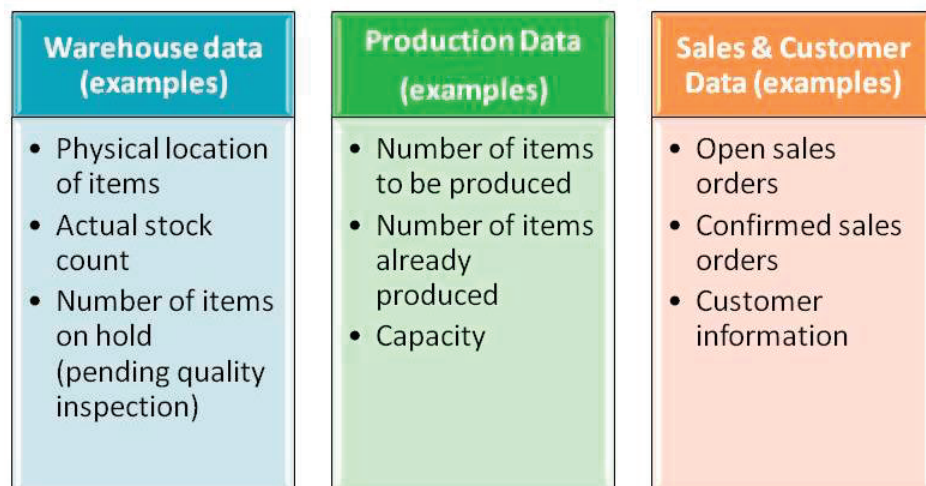 Warehouse data
(examples)
• Physical location
of items
• Actual stock
count
• Number of items
on hold
(pending quality
inspection)
Production Data
(examples)
• Number of items
to be produced
• Number of items
already
produced
• Capacity
Sales & Customer
Data (examples)
• Open sales
orders
• Confirmed sales
orders
• Customer
information